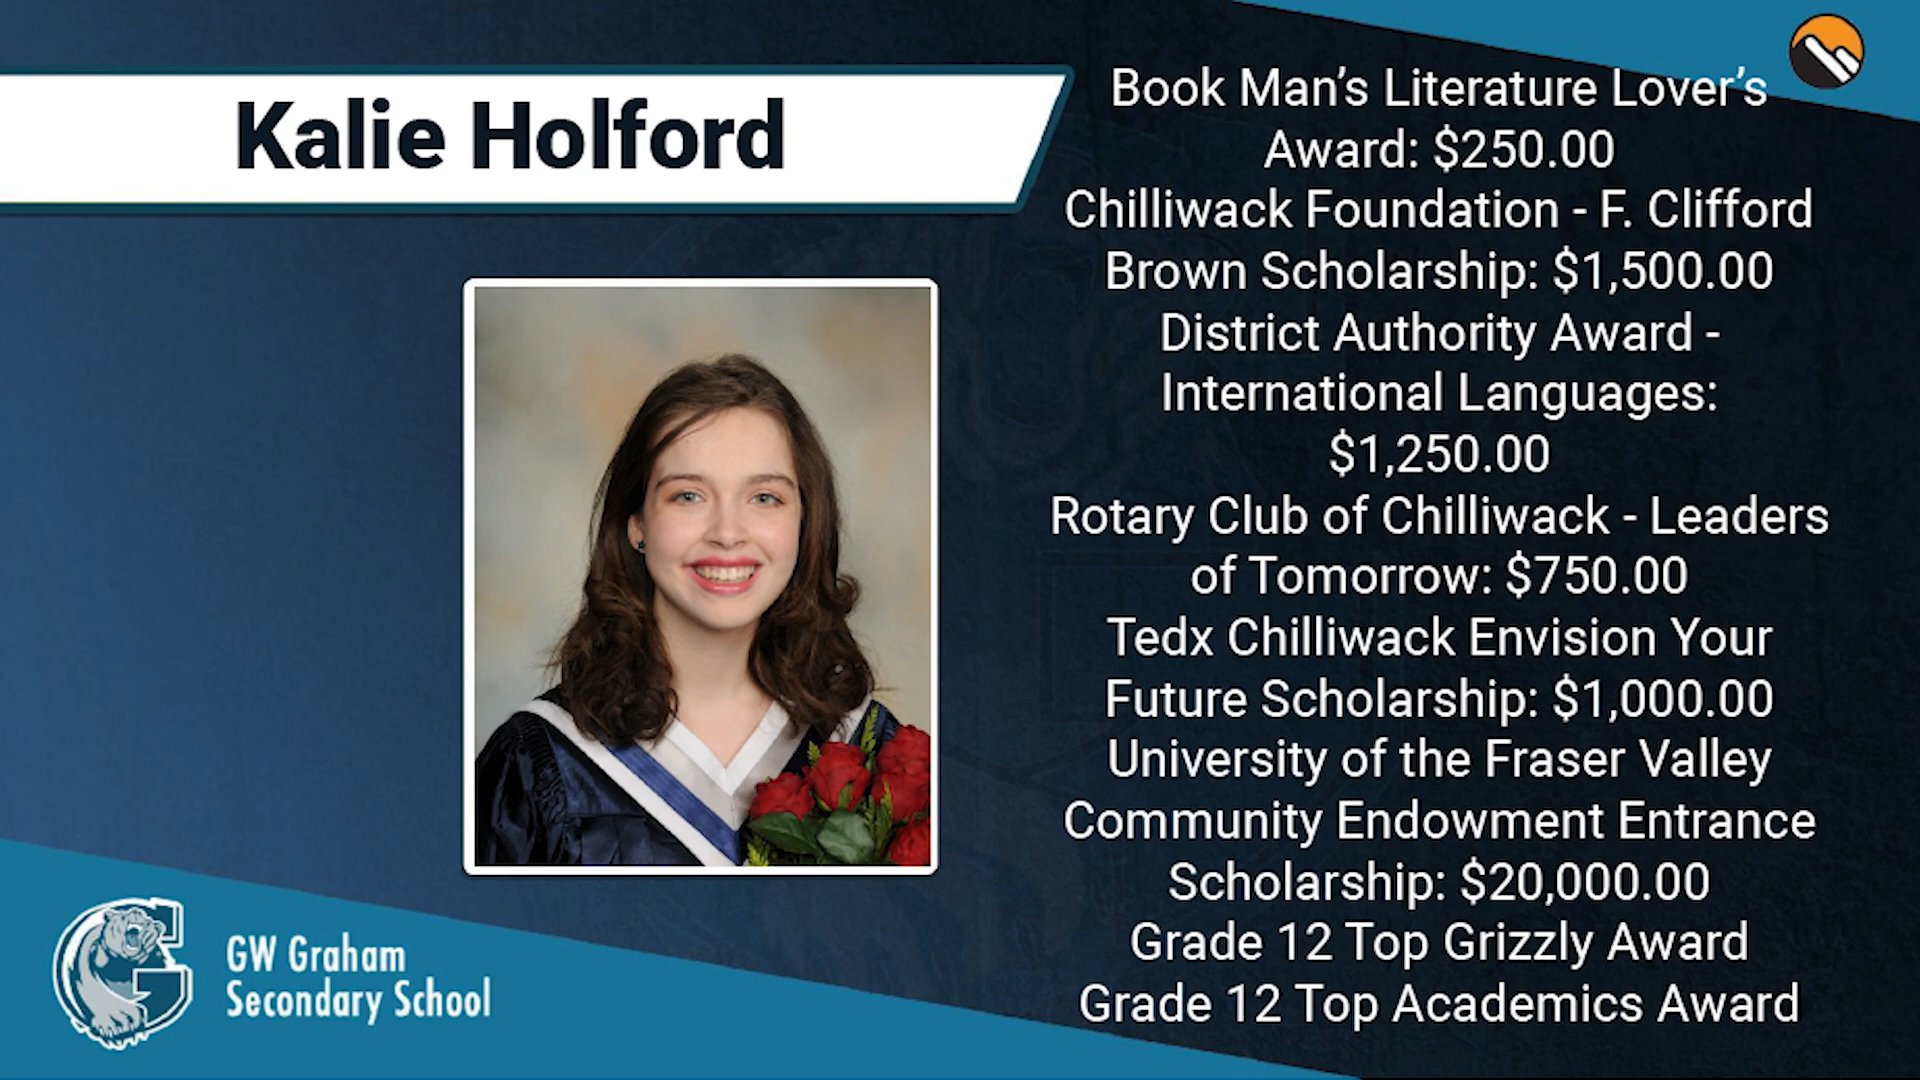 Kalie Holford
Book Man's Literature Lover's
Award: $250.00
Chilliwack Foundation - F. Clifford
Brown Scholarship: $1,500.00
District Authority Award -
International Languages:
$1,250.00
Rotary Club of Chilliwack - Leaders
of Tomorrow: $750.00
Tedx Chilliwack Envision Your
Future Scholarship: $1,000.00
University of the Fraser Valley
Community Endowment Entrance
Scholarship: $20,000.00
Grade 12 Top Grizzly Award
Grade 12 Top Academics Award
G
GW Graham
Secondary School